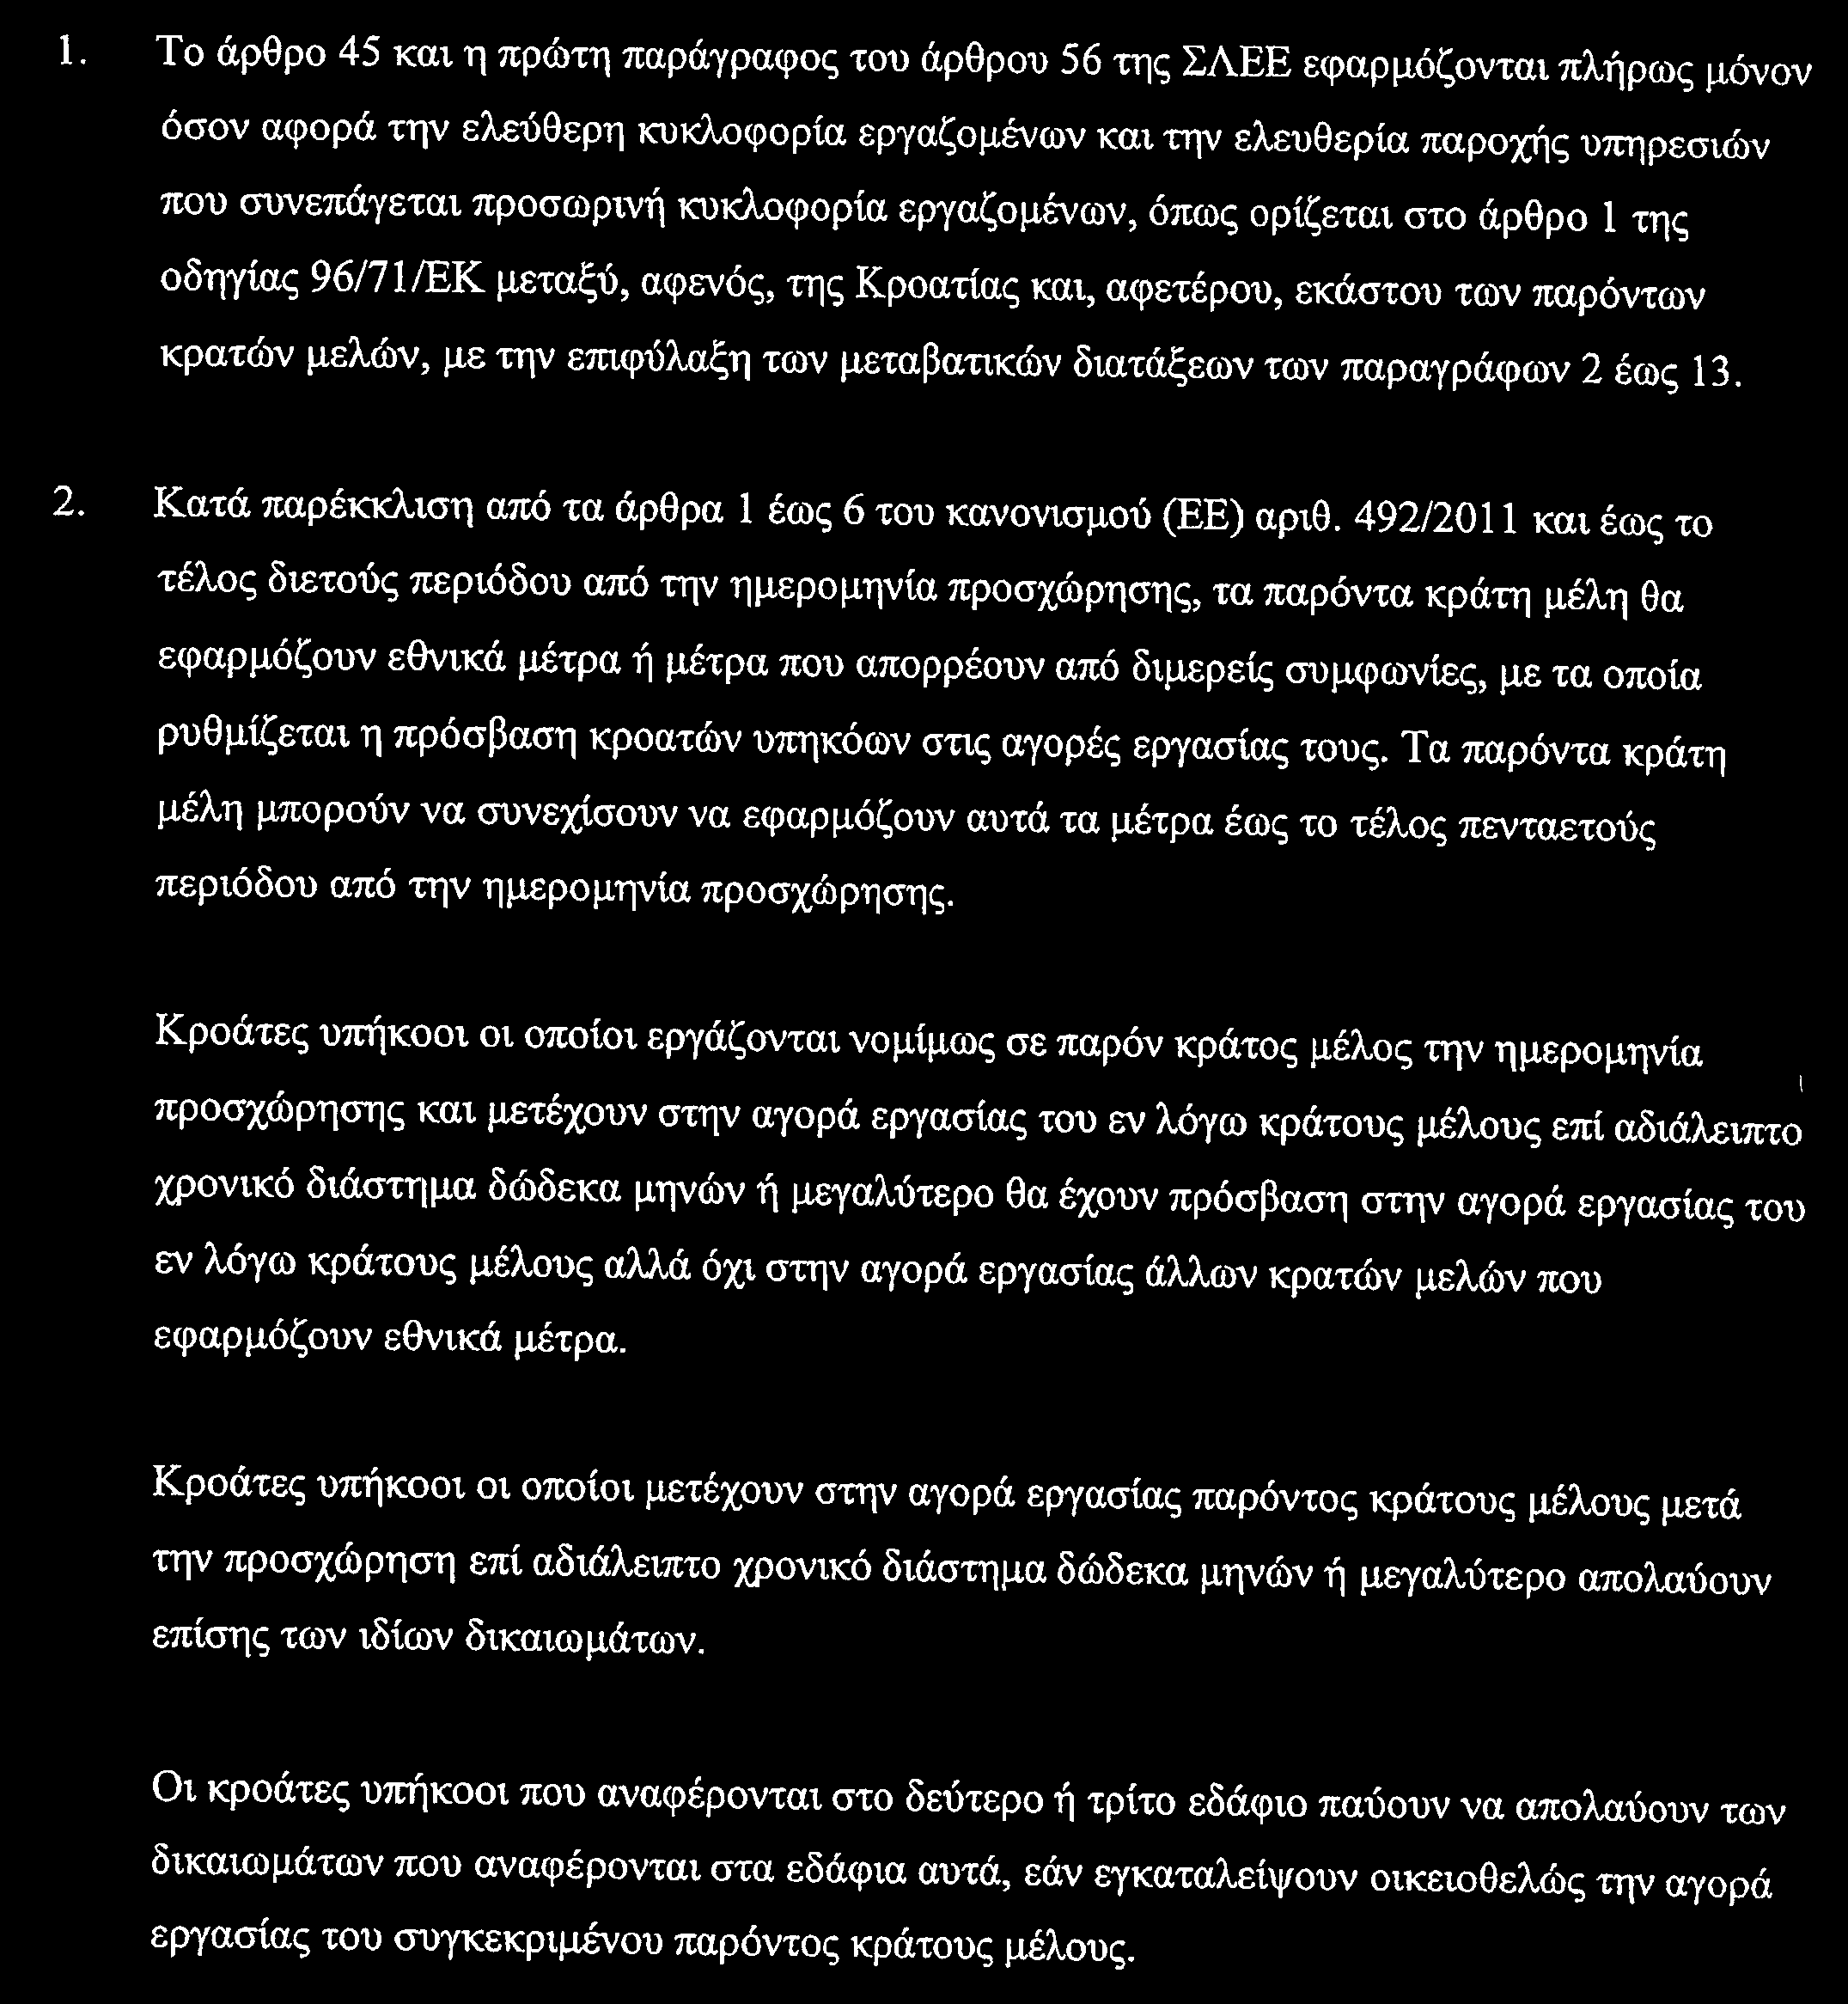 1. Το άρθρο 45 και η πρώτη παράγραφος του άρθρου 56 της ΣΛΕΕ εφαρμόζονται πλήρως μόνον
όσον αφορά την ελεύθερη κυκλοφορία εργαζομένων και την ελευθερία παροχής υπηρεσιών
που συνεπάγεται προσωρινή κυκλοφορία εργαζομένων, όπως ορίζεται στο άρθρο 1 της
οδηγίας 96/71/ΕΚ μεταξύ, αφενός, της Κροατίας και, αφετέρου, εκάστου των παρόντων
κρατών μελών, με την επιφύλαξη των μεταβατικών διατάξεων των παραγράφων 2 έως 13.
2. Κατά παρέκκλιση από τα άρθρα 1 έως 6 του κανονισμού (ΕΕ) αριθ. 492/2011 και έως το
τέλος διετούς περιόδου από την ημερομηνία προσχώρησης, τα παρόντα κράτη μέλη θα
εφαρμόζουν εθνικά μέτρα ή μέτρα που απορρέουν από διμερείς συμφωνίες, με τα οποία
ρυθμίζεται η πρόσβαση κροατών υπηκόων στις αγορές εργασίας τους. Τα παρόντα κράτη
μέλη μπορούν να συνεχίσουν να εφαρμόζουν αυτά τα μέτρα έως το τέλος πενταετούς
περιόδου από την ημερομηνία προσχώρησης.
Κροάτες υπήκοοι οι οποίοι εργάζονται νομίμως σε παρόν κράτος μέλος την ημερομηνία
προσχώρησης και μετέχουν στην αγορά εργασίας του εν λόγω κράτους μέλους επί αδιάλειπτο
χρονικό διάστημα δώδεκα μηνών ή μεγαλύτερο θα έχουν πρόσβαση στην αγορά εργασίας του
εν λόγω κράτους μέλους αλλά όχι στην αγορά εργασίας άλλων κρατών μελών που
εφαρμόζουν εθνικά μέτρα.
Κροάτες υπήκοοι οι οποίοι μετέχουν στην αγορά εργασίας παρόντος κράτους μέλους μετά
την προσχώρηση επί αδιάλειπτο χρονικό διάστημα δώδεκα μηνών ή μεγαλύτερο απολαύουν
επίσης των ιδίων δικαιωμάτων.
Οι κροάτες υπήκοοι που αναφέρονται στο δεύτερο ή τρίτο εδάφιο παύουν να απολαύουν των
δικαιωμάτων που αναφέρονται στα εδάφια αυτά, εάν εγκαταλείψουν οικειοθελώς την αγορά
εργασίας του συγκεκριμένου παρόντος κράτους μέλους.